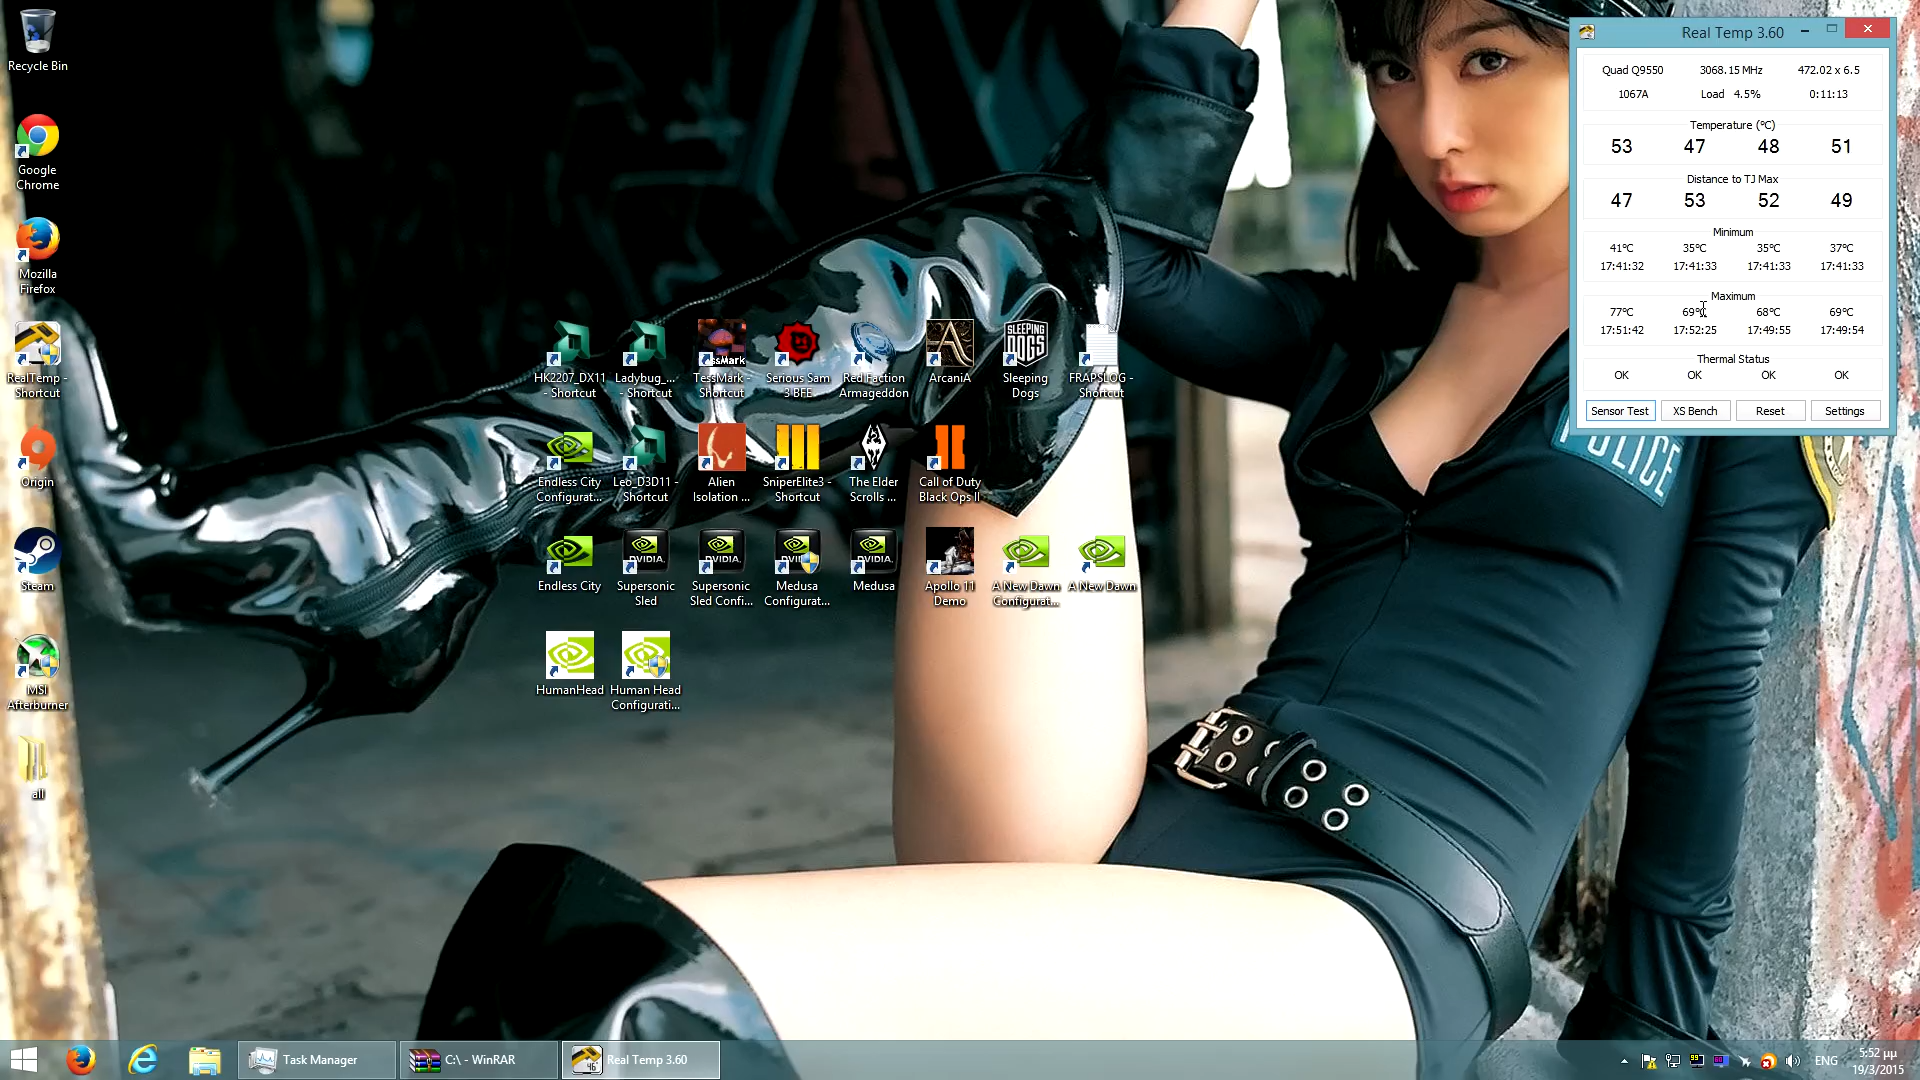 Recycle Bin
Google
Chrome
Mozilla
Firefox
RealTemp -
Shortcut
Origin
Steam
MSI
Afterburner
all
HK2207_DX11
- Shortcut
Ladybug_...
- Shortcut
TessMark -
Shortcut
Serious Sam
3 BFE
Red Faction
Armageddon
ArcaniA
SLEEPING
DOGS
Sleeping
Dogs
FRAPSLOG -
Shortcut
Endless City
Configurat...
Leo_D3D11 -
Shortcut
Alien
Isolation ...
SniperElite3 -
Shortcut
The Elder
Scrolls ...
Call of Duty
Black Ops II
Endless City
Supersonic
Sled
Supersonic
Sled Confi...
Medusa
Configurat...
Medusa
Apollo 11
Demo
A New Dawn
Configurat...
A New Dawn
HumanHead
Human Head
Configurati...
Real Temp 3.60
Quad Q9550 3068.15 MHz 472.02 x 6.5
1067A Load 4.5% 0:11:13
Temperature (°C)
53 47 48 51
Distance to TJ Max
47 53 52 49
Minimum
41°C 35°C 35°C 37°C
17:41:32 17:41:33 17:41:33 17:41:33
Maximum
77°C 69°C 68°C 69°C
17:51:42 17:52:25 17:49:55 17:49:54
Thermal Status
OK OK OK OK
Sensor Test XS Bench Reset Settings
POLICE
Task Manager
C:\ - WinRAR
Real Temp 3.60
ENG
5:52 μμ
19/3/2015